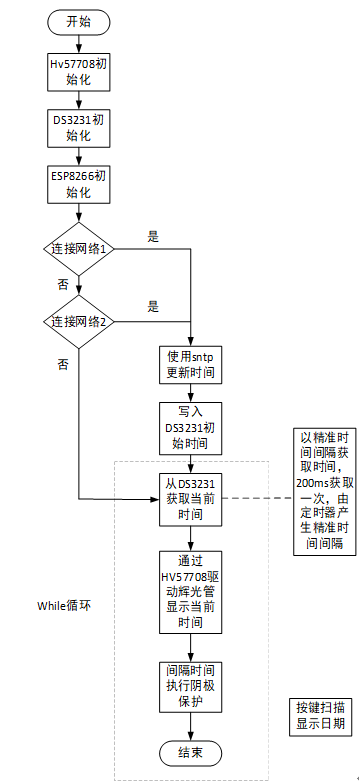 开始
Hv57708初
始化
DS3231初
始化
ESP8266初
始化
连接网络1
是
否
连接网络2
是
否
使用sntp
更新时间
写入
DS3231初
始时间
从DS3231
获取当前
时间
以精准时
间间隔获
取时间，
200ms获取
一次，由
定时器产
生精准时
间间隔
通过
HV57708驱
动辉光管
显示当前
时间
While循环
间隔时间
执行阴极
保护
按键扫描
显示日期
结束